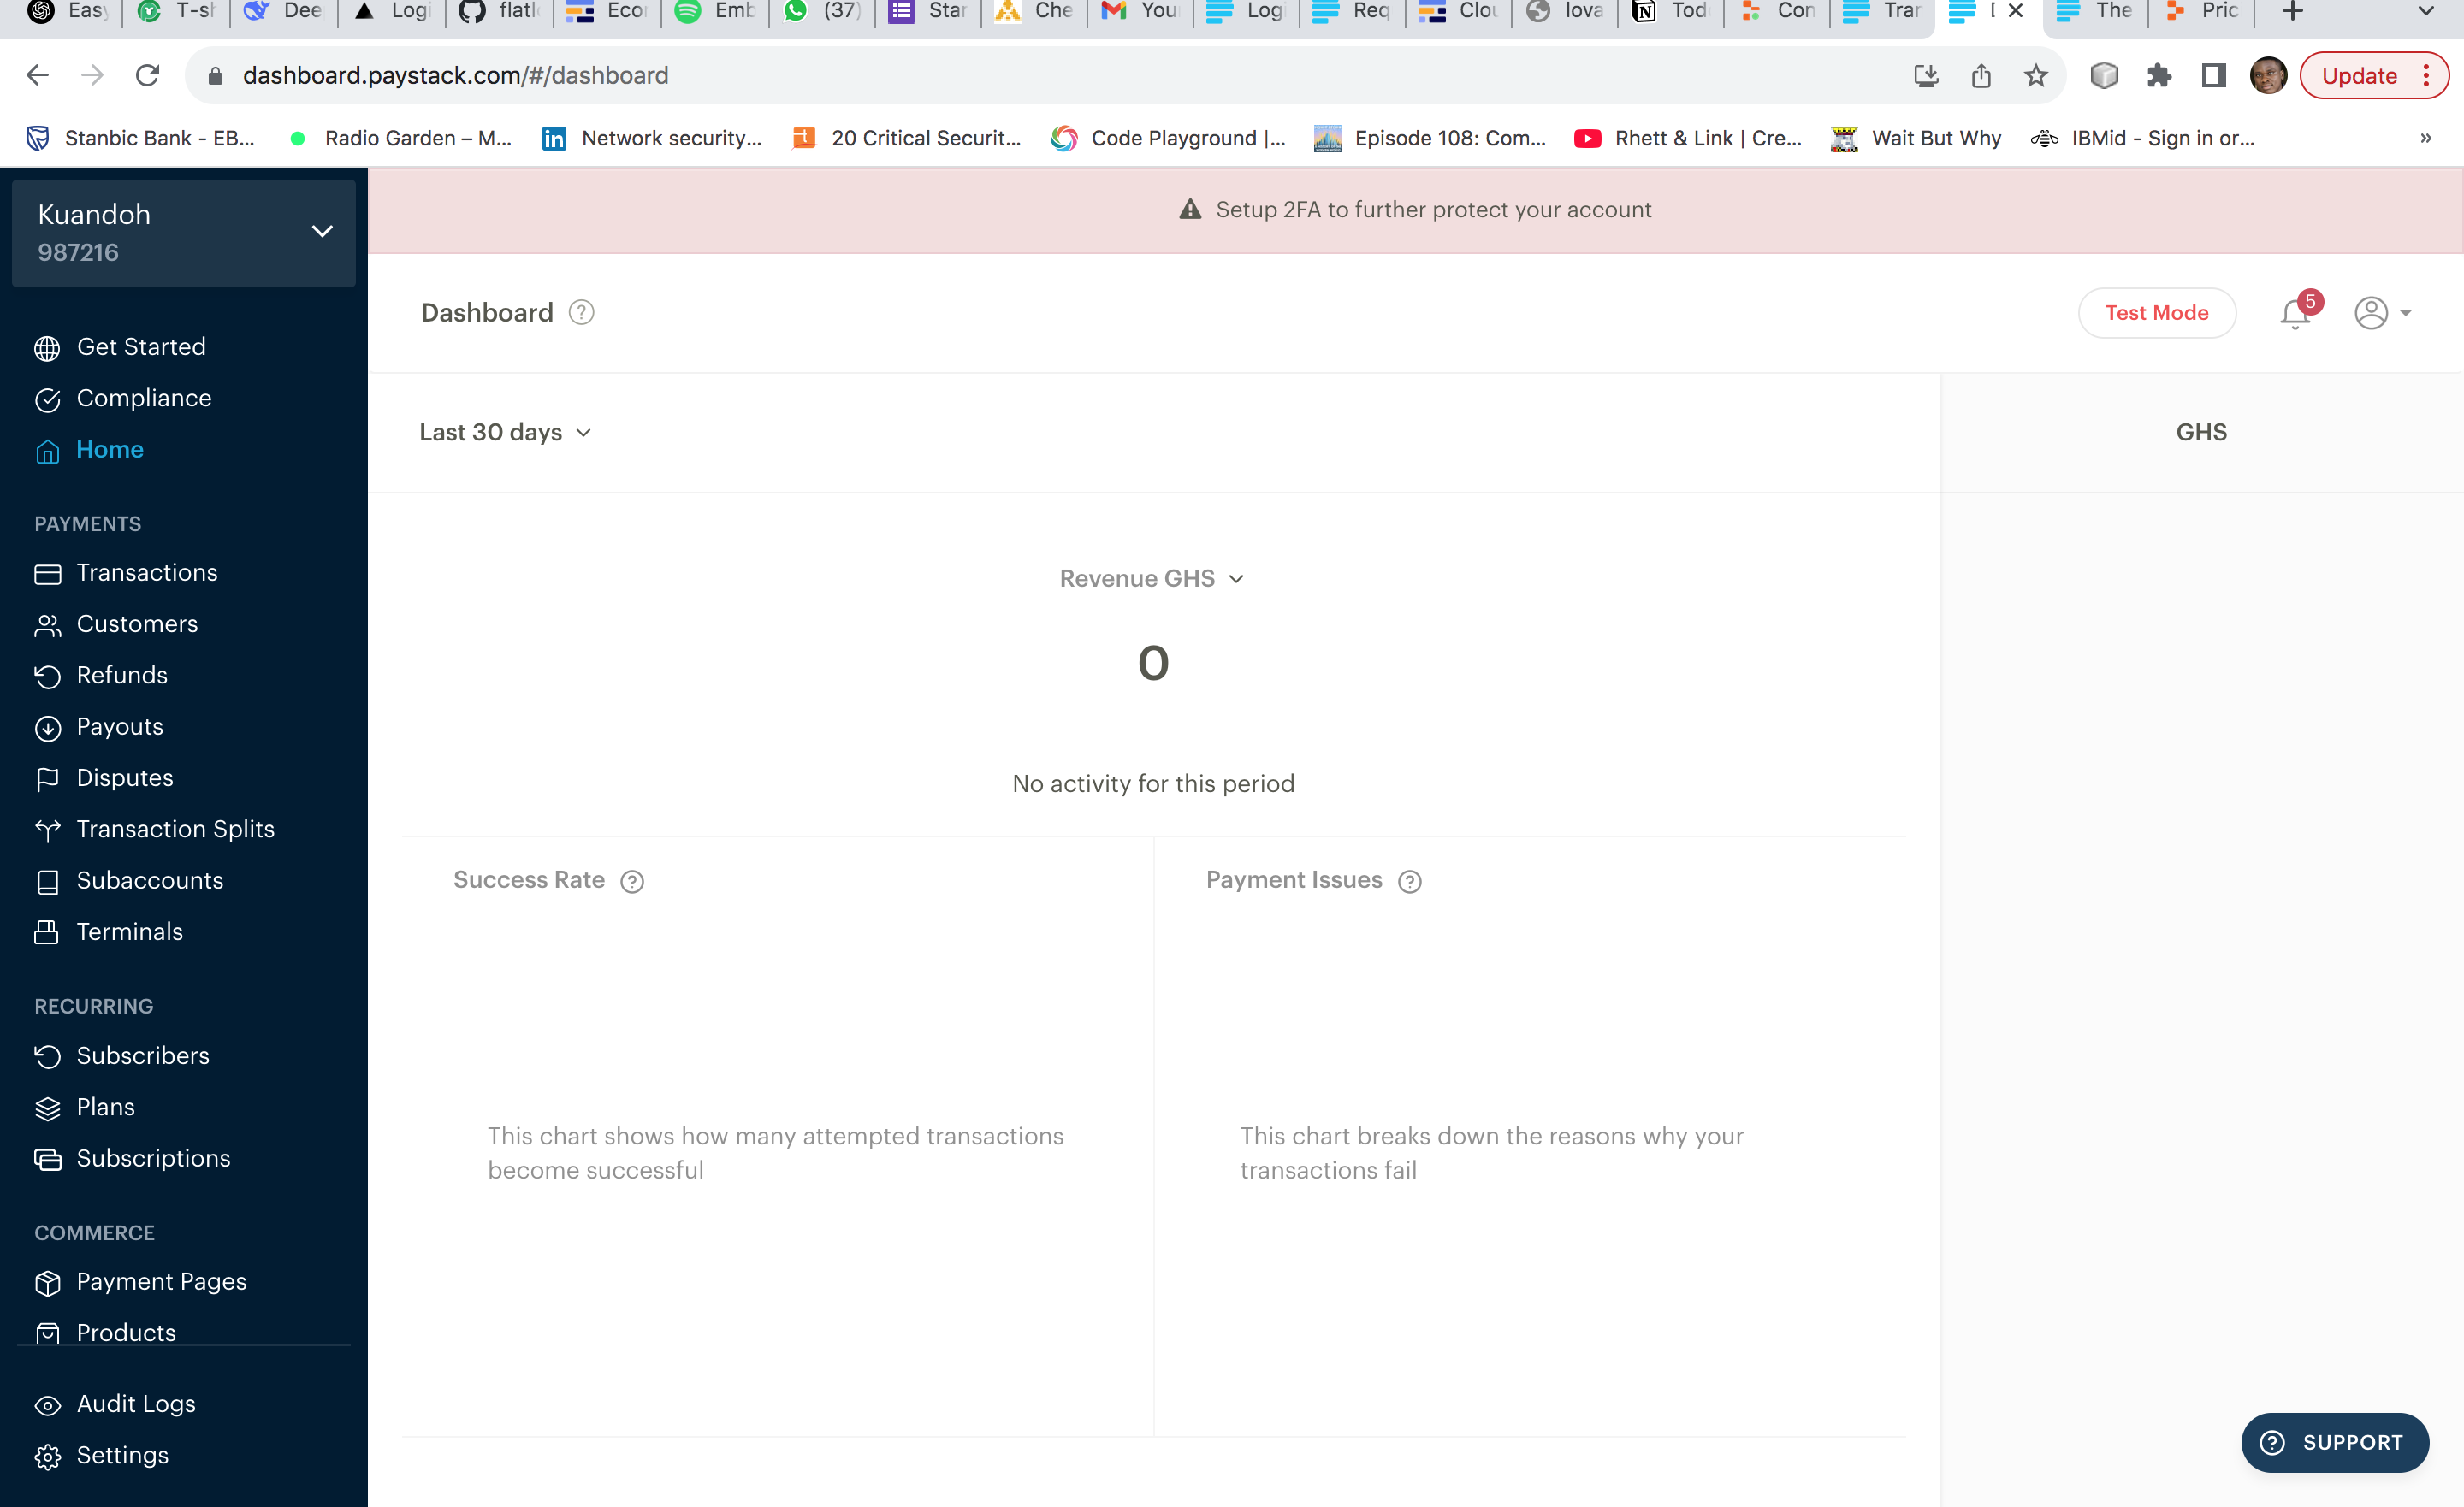 Easy T-sh Dee Logi flatl Ecor Emb (37) Star Che Your Logi Req Clou lova Todo Con Tran The Pric
dashboard.paystack.com/#/dashboard
Update
Stanbic Bank - EB... Radio Garden – M... Network security... 20 Critical Securit... Code Playground |... Episode 108: Com... Rhett & Link | Cre... Wait But Why IBMid - Sign in or... »
Kuandoh
987216
Setup 2FA to further protect your account
Dashboard
Test Mode
5
Get Started
Compliance
Home
Last 30 days
GHS
PAYMENTS
Transactions
Customers
Refunds
Payouts
Disputes
Transaction Splits
Subaccounts
Terminals
Revenue GHS
0
No activity for this period
Success Rate
Payment Issues
This chart shows how many attempted transactions
become successful
This chart breaks down the reasons why your
transactions fail
RECURRING
Subscribers
Plans
Subscriptions
COMMERCE
Payment Pages
Products
Audit Logs
Settings
SUPPORT